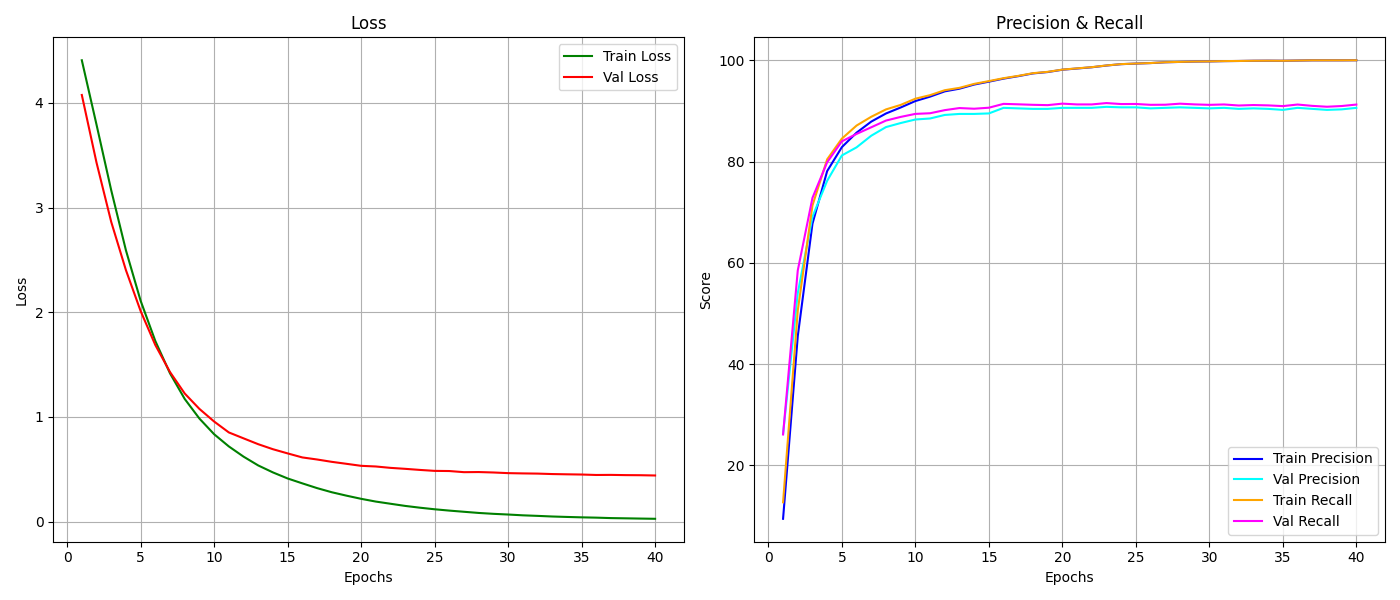 Loss
Train Loss
Val Loss
4
3
2
1
0
Loss
0 5 10 15 20 25 30 35 40
Epochs
Precision & Recall
100
80
60
40
20
Score
Train Precision
Val Precision
Train Recall
Val Recall
0 5 10 15 20 25 30 35 40
Epochs